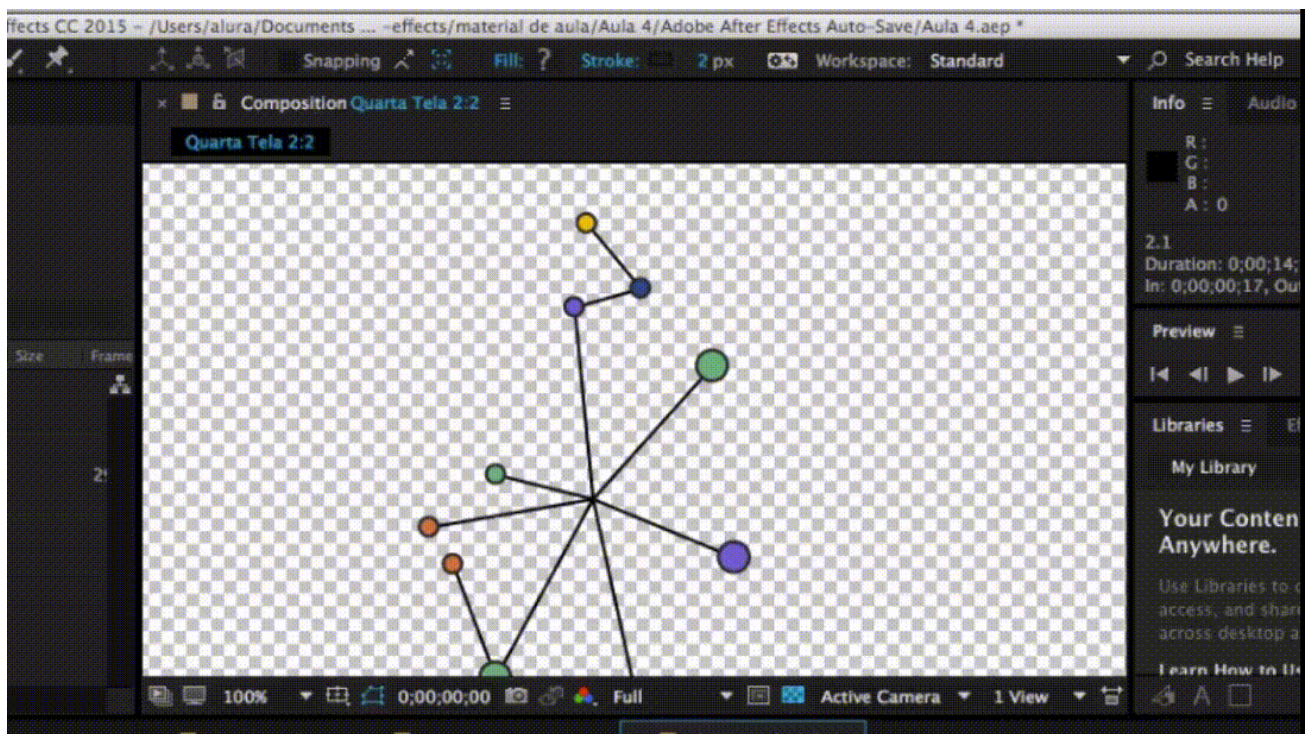 ffects CC 2015 – /Users/alura/Documents ... –effects/material de aula/Aula 4/Adobe After Effects Auto-Save/Aula 4.aep *
Snapping Fill: ? Stroke: 2 px Workspace: Standard Search Help
× Composition Quarta Tela 2:2
Quarta Tela 2:2
Info Audio
R :
G :
B :
A : 0
2.1
Duration: 0;00;14;
In: 0;00;00;17, Ou
Preview
Size Frame
Libraries Ef
My Library
Your Conten
Anywhere.
Use Libraries to
access, and shar
across desktop a
Learn How to Us
100% 0;00;00;00 Full Active Camera 1 View